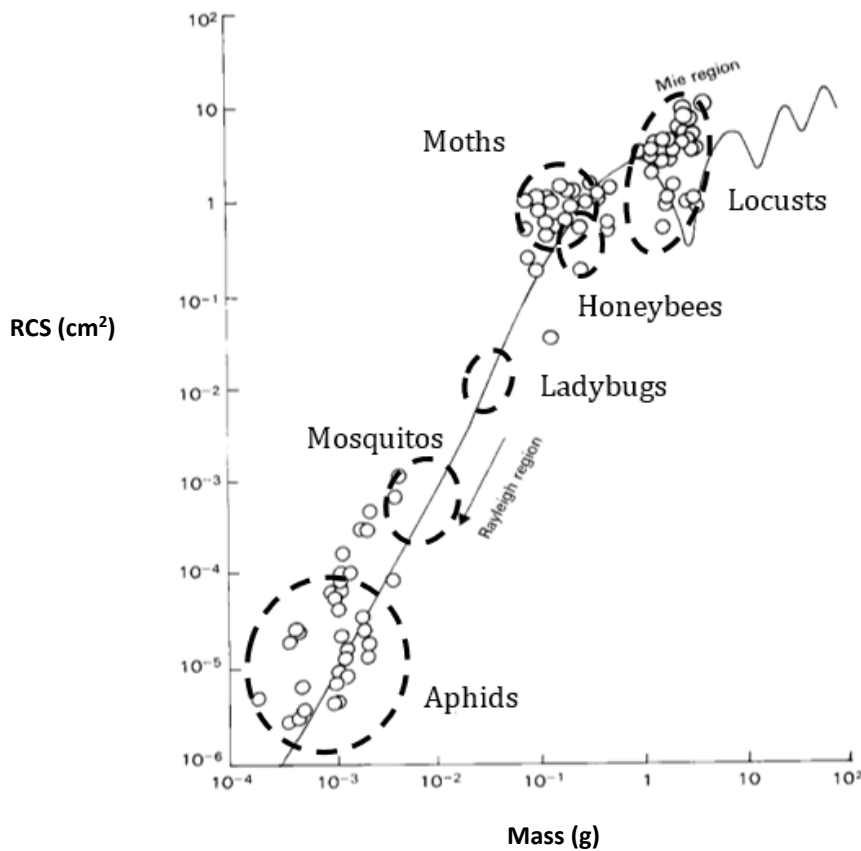 10²
10
1
10⁻¹
10⁻²
10⁻³
10⁻⁴
10⁻⁵
10⁻⁶
RCS (cm²)
Mie region
Moths
Locusts
Honeybees
Ladybugs
Mosquitos
Rayleigh region
Aphids
10⁻⁴
10⁻³
10⁻²
10⁻¹
1
10
10²
Mass (g)